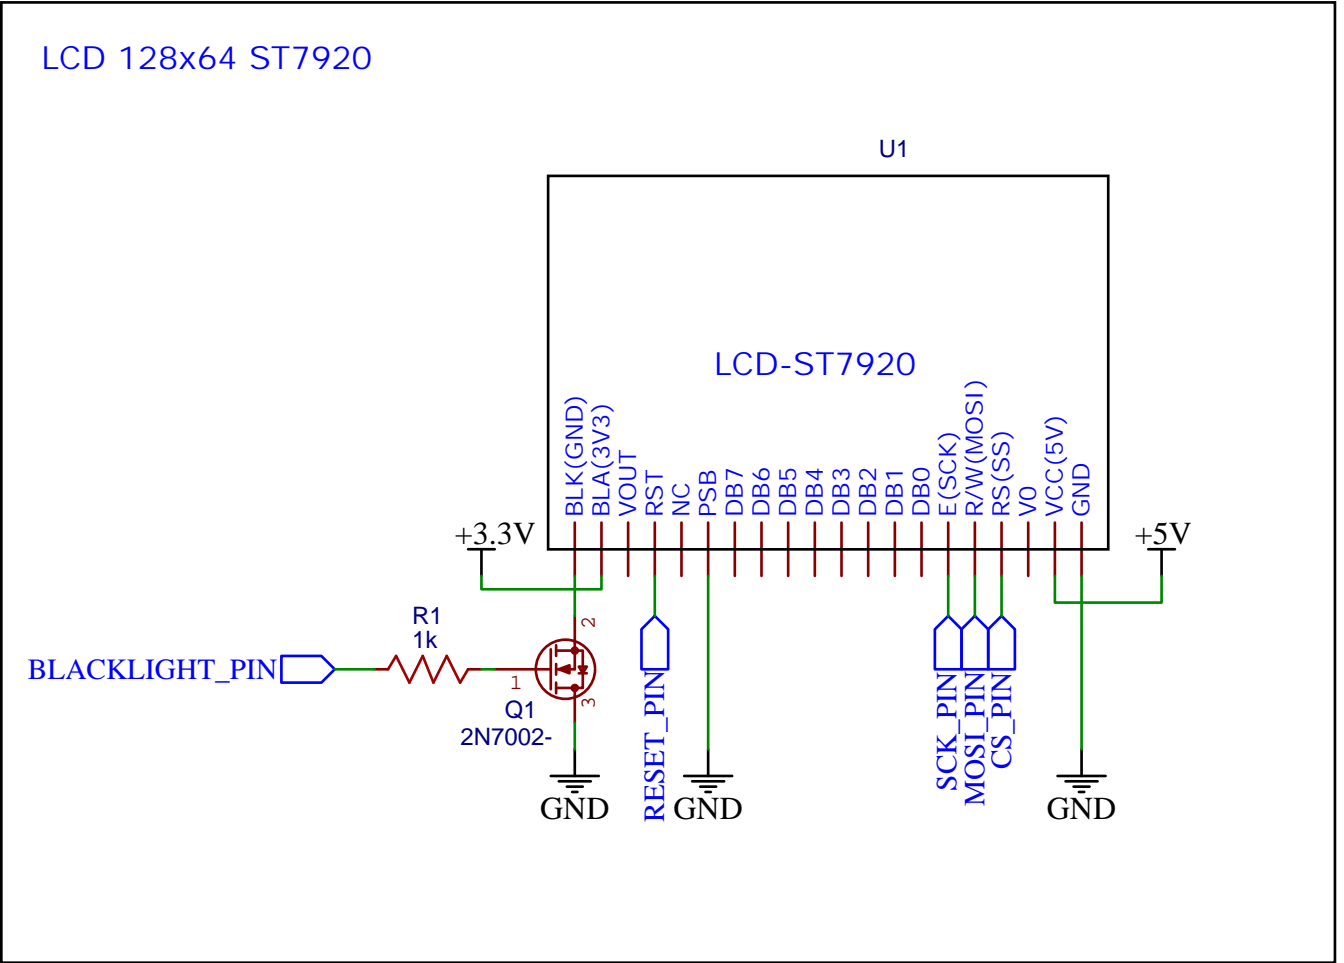 LCD 128x64 ST7920
U1
LCD-ST7920
BLK(GND)
BLA(3V3)
VOUT
RST
NC
PSB
DB7
DB6
DB5
DB4
DB3
DB2
DB1
DB0
E(SCK)
R/W(MOSI)
RS(SS)
V0
VCC(5V)
GND
+3.3V
+5V
R1
1k
2
BLACKLIGHT_PIN
1
3
Q1
2N7002-
RESET_PIN
SCK_PIN
MOSI_PIN
CS_PIN
GND
GND
GND